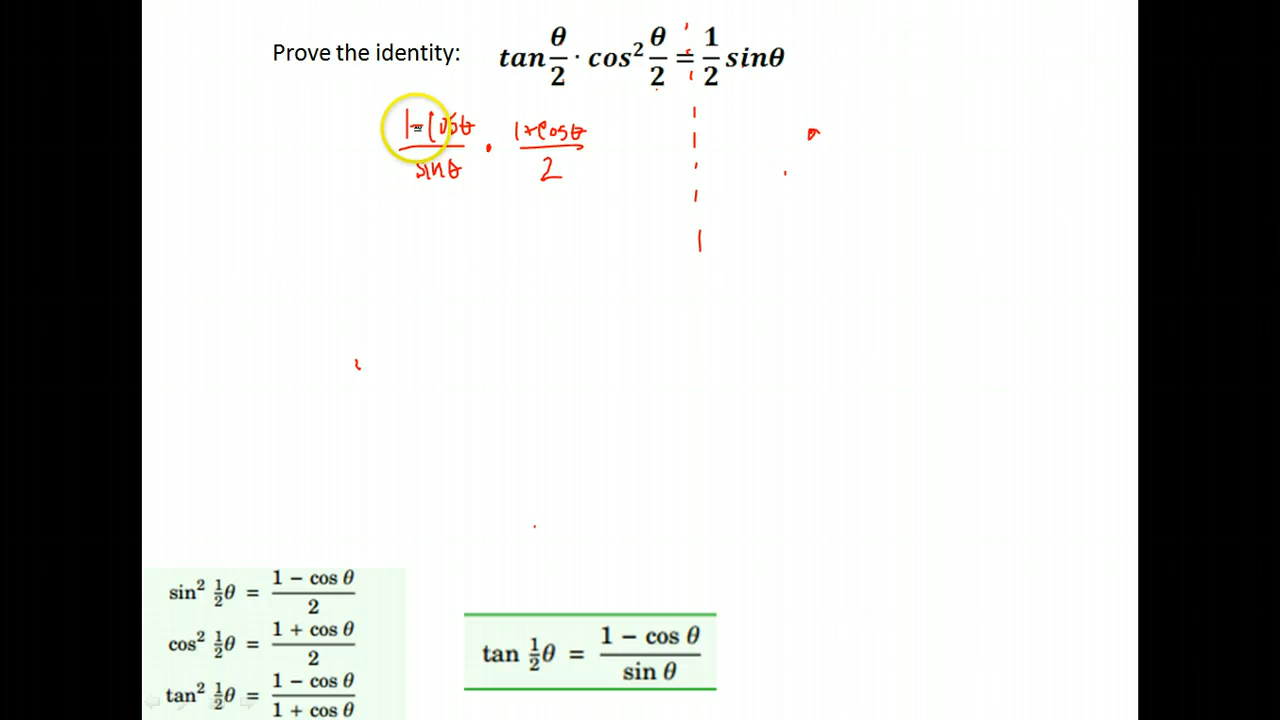 Prove the identity: tan θ/2 · cos² θ/2 = 1/2 sinθ
1-cosθ/sinθ · 1+cosθ/2
sin² ½θ = 1 − cos θ/2
cos² ½θ = 1 + cos θ/2
tan² ½θ = 1 − cos θ/1 + cos θ
tan ½θ = 1 − cos θ/sin θ